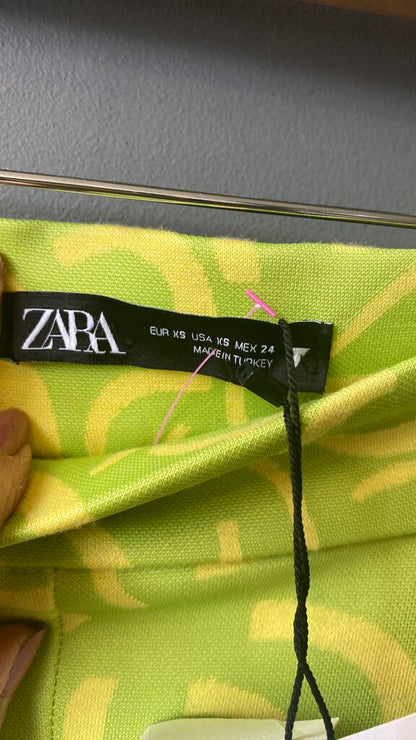 ZARA
EUR XS USA XS MEX 24
MADE IN TURKEY